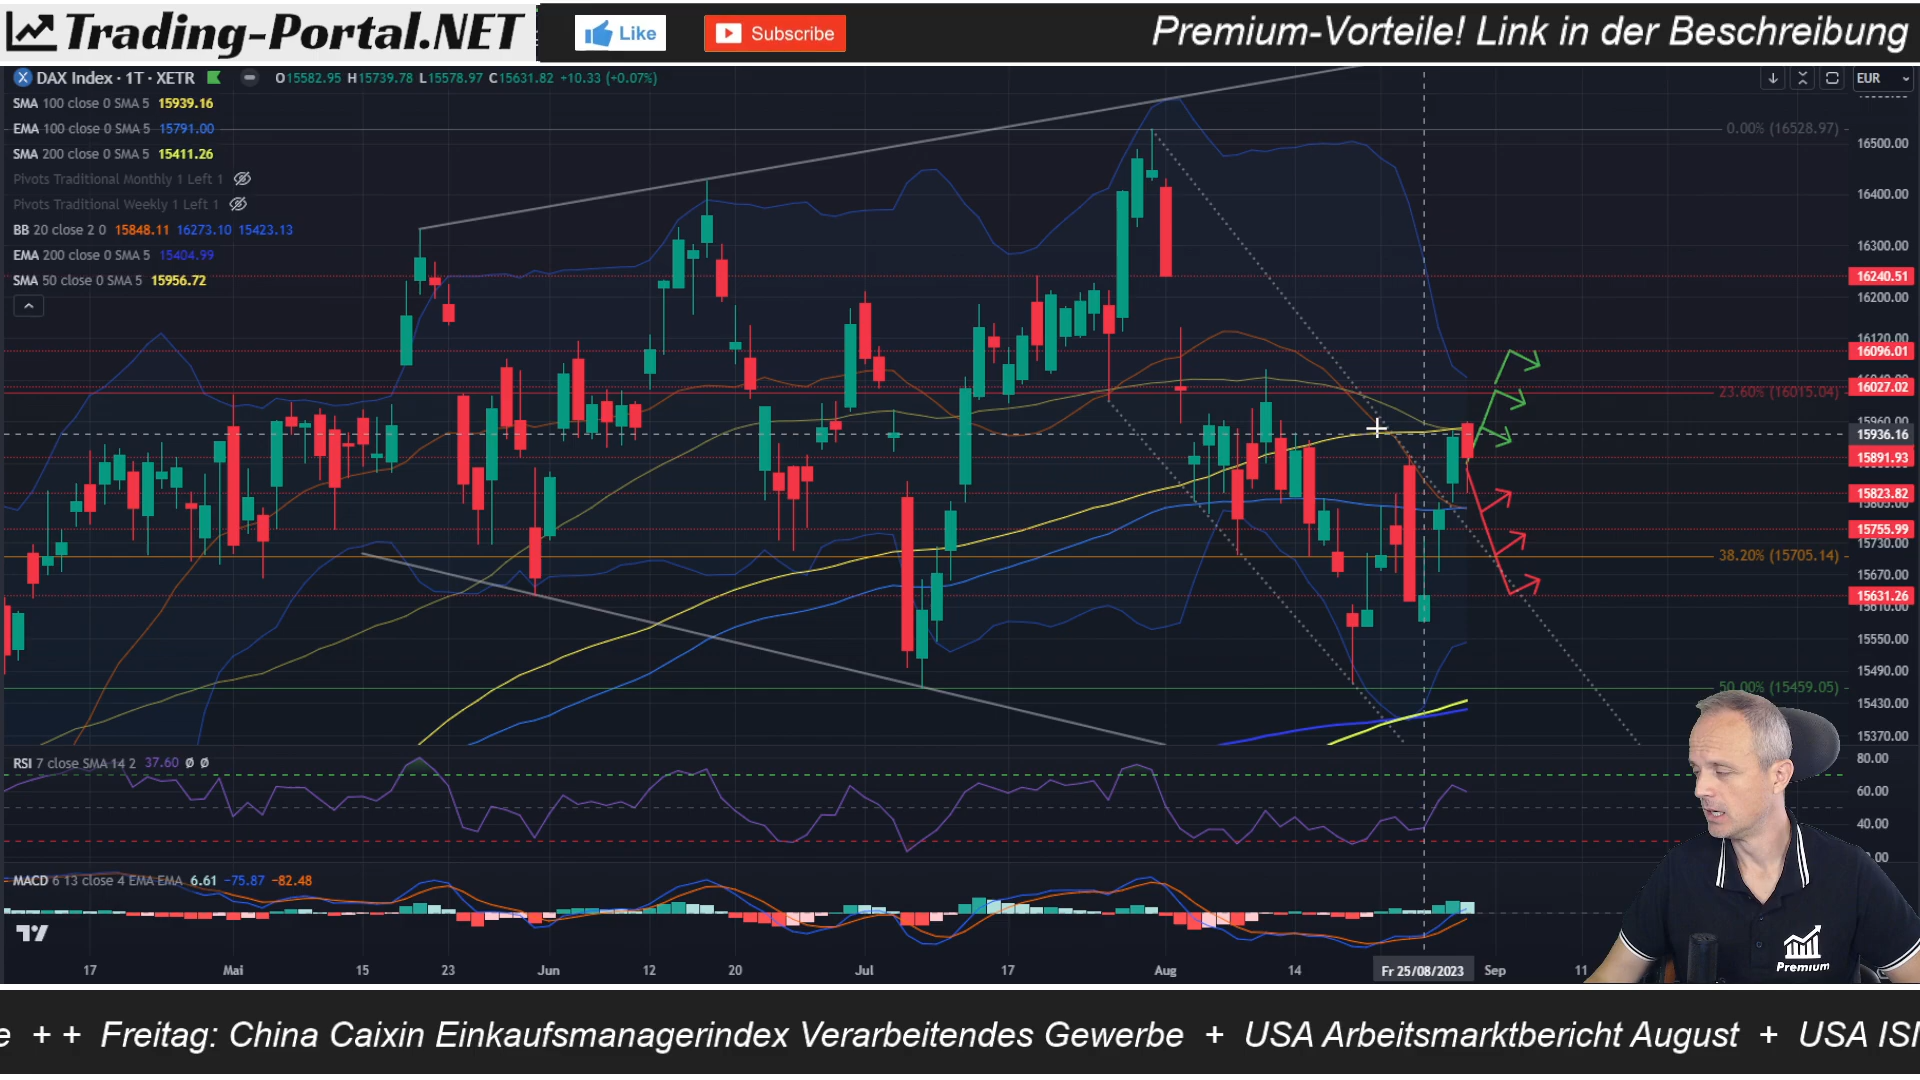 Trading-Portal.NET
Like
Subscribe
Premium-Vorteile! Link in der Beschreibung
DAX Index · 1T · XETR O15582.95 H15739.78 L15578.97 C15631.82 +10.33 (+0.07%)
EUR
SMA 100 close 0 SMA 5 15939.16
EMA 100 close 0 SMA 5 15791.00
SMA 200 close 0 SMA 5 15411.26
Pivots Traditional Monthly 1 Left 1
Pivots Traditional Weekly 1 Left 1
BB 20 close 2 0 15848.11 16273.10 15423.13
EMA 200 close 0 SMA 5 15404.99
SMA 50 close 0 SMA 5 15956.72
0.00% (16528.97)
16500.00
16400.00
16300.00
16240.51
16200.00
16120.00
16096.01
16027.02
23.60% (16015.04)
15960.00
15936.16
15891.93
15823.82
15755.99
15730.00
38.20% (15705.14)
15670.00
15631.26
15610.00
15550.00
15490.00
50.00% (15459.05)
15430.00
15370.00
RSI 7 close SMA 14 2 37.60 Ø Ø
80.00
60.00
40.00
MACD 6 13 close 4 EMA EMA 6.61 −75.87 −82.48
17 Mai 15 23 Jun 12 20 Jul 17 Aug 14 Fr 25/08/2023 Sep 11
Premium
e + + Freitag: China Caixin Einkaufsmanagerindex Verarbeitendes Gewerbe + USA Arbeitsmarktbericht August + USA ISI